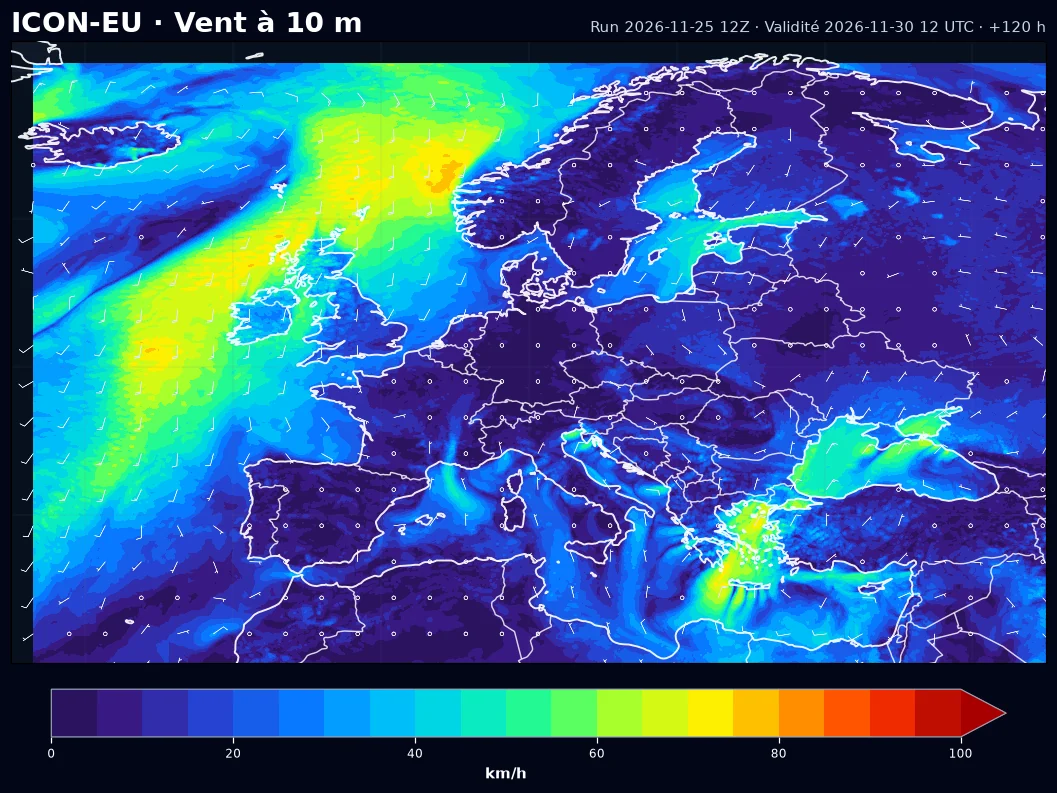 ICON-EU · Vent à 10 m
Run 2026-11-25 12Z · Validité 2026-11-30 12 UTC · +120 h
0 20 40 60 80 100
km/h